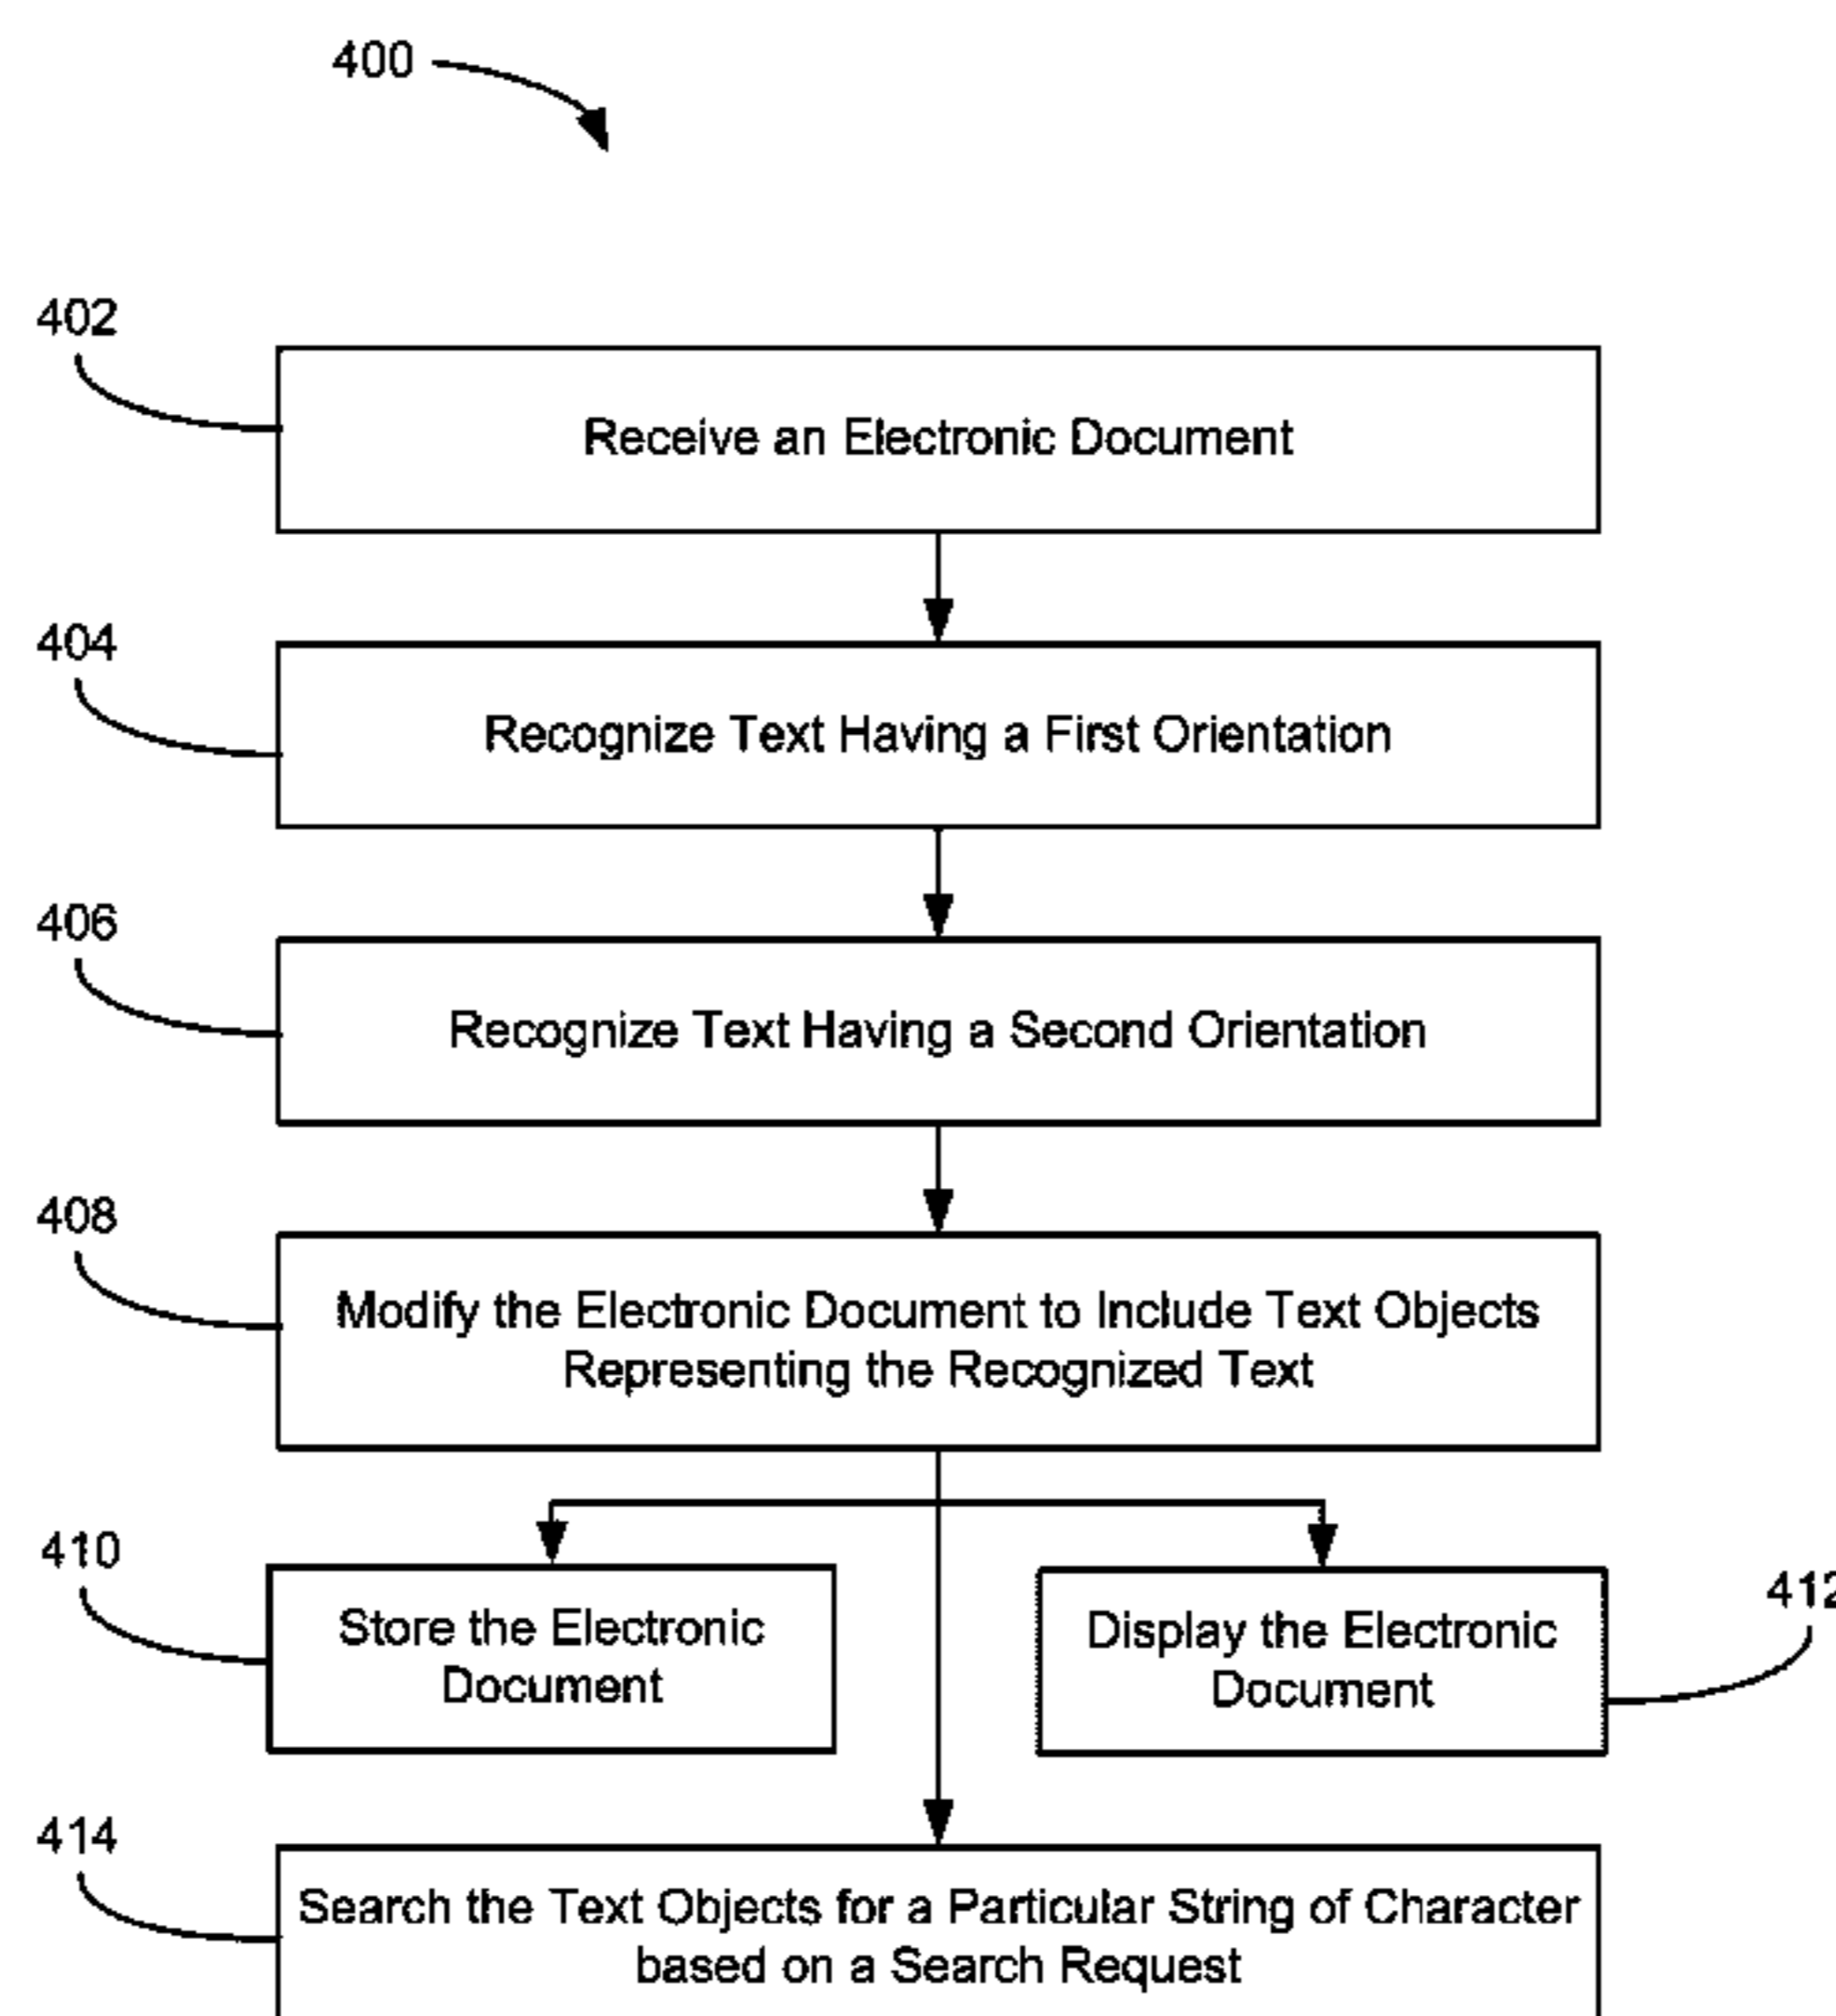 400
402
Receive an Electronic Document
404
Recognize Text Having a First Orientation
406
Recognize Text Having a Second Orientation
408
Modify the Electronic Document to Include Text Objects
Representing the Recognized Text
410
Store the Electronic
Document
Display the Electronic
Document
412
414
Search the Text Objects for a Particular String of Character
based on a Search Request